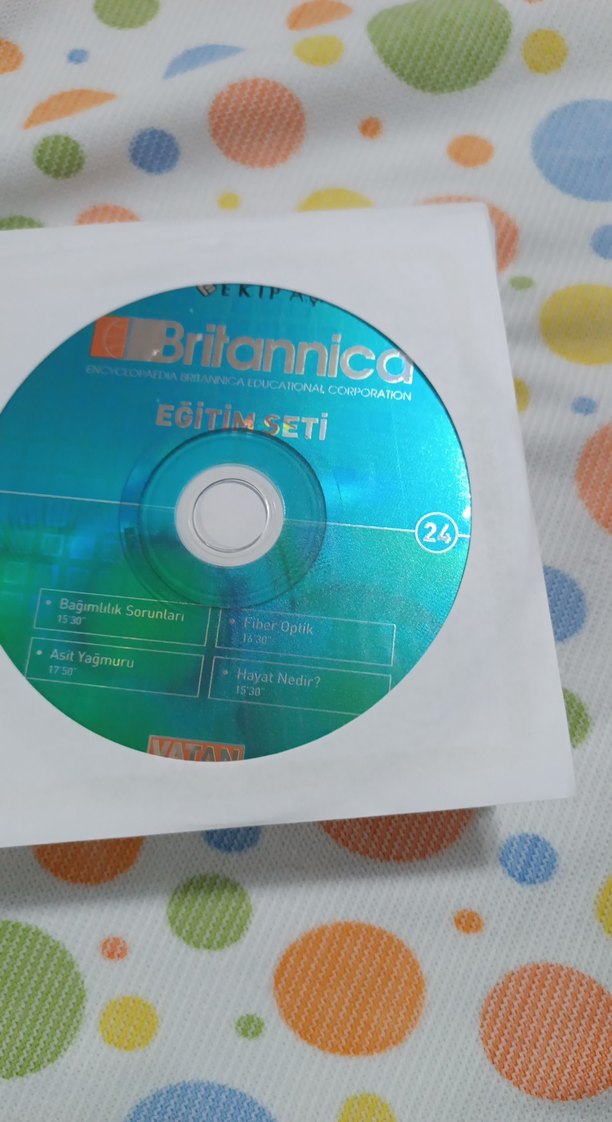 EKİP
Britannica
ENCYCLOPAEDIA BRITANNICA EDUCATIONAL CORPORATION
EĞİTİM SETİ
24
• Bağımlılık Sorunları
15'30"
• Fiber Optik
16'30"
• Asit Yağmuru
17'50"
• Hayat Nedir?
15'30"
VATAN